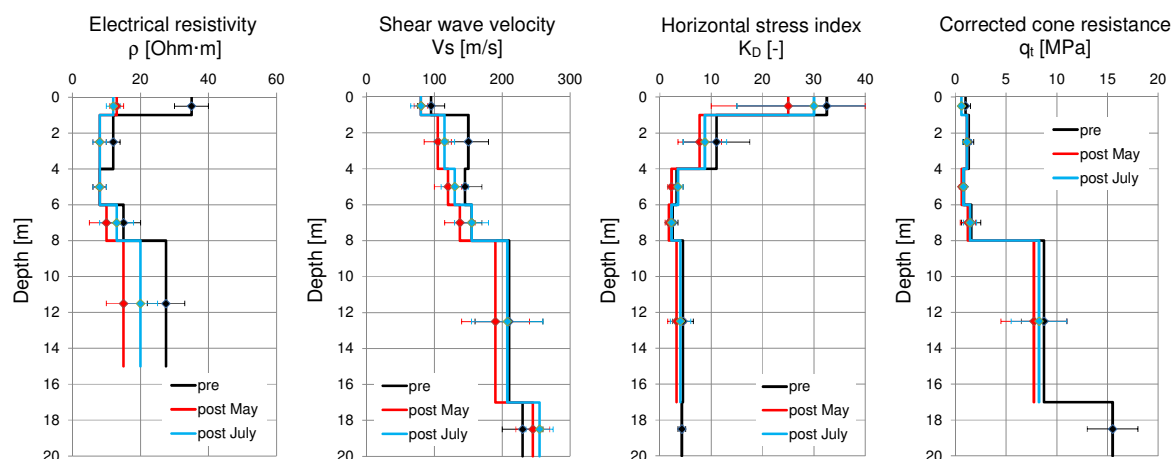 Electrical resistivity
ρ [Ohm·m]
0 20 40 60
0
2
4
6
8
10
12
14
16
18
20
Depth [m]
pre
post May
post July
Shear wave velocity
Vs [m/s]
0 100 200 300
0
2
4
6
8
10
12
14
16
18
20
Depth [m]
pre
post May
post July
Horizontal stress index
K_D [-]
0 10 20 30 40
0
2
4
6
8
10
12
14
16
18
20
Depth [m]
pre
post May
post July
Corrected cone resistance
q_t [MPa]
0 5 10 15 20
0
2
4
6
8
10
12
14
16
18
20
Depth [m]
pre
post May
post July